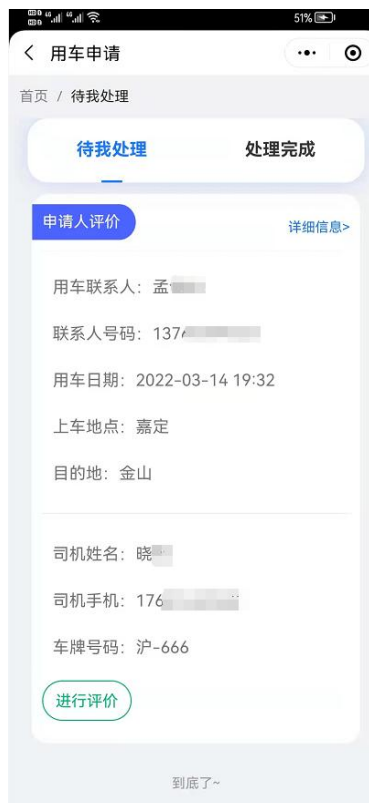 51%
用车申请
首页 / 待我处理
待我处理 处理完成
申请人评价 详细信息>
用车联系人：孟
联系人号码：137
用车日期：2022-03-14 19:32
上车地点：嘉定
目的地：金山
司机姓名：晓
司机手机：176
车牌号码：沪-666
进行评价
到底了~